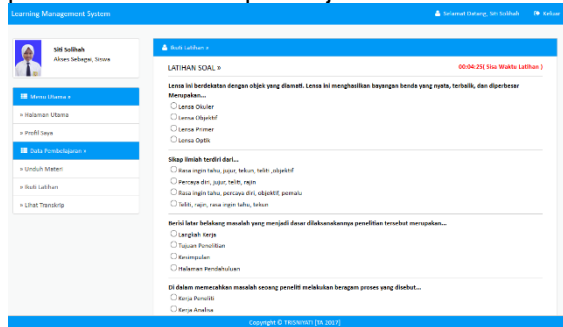 Learning Management System
Selamat Datang, Siti Solihah
Keluar
Siti Solihah
Akses Sebagai, Siswa
Menu Utama »
» Halaman Utama
» Profil Saya
Data Pembelajaran »
» Unduh Materi
» Ikuti Latihan
» Lihat Transkrip
Ikuti Latihan »
LATIHAN SOAL »
00:04:25( Sisa Waktu Latihan )
Lensa ini berdekatan dengan objek yang diamati. Lensa ini menghasilkan bayangan benda yang nyata, terbalik, dan diperbesar
Merupakan...
Lensa Okuler
Lensa Objektif
Lensa Primer
Lensa Optik
Sikap ilmiah terdiri dari...
Rasa ingin tahu, jujur, tekun, teliti ,objektif
Percaya diri, jujur, teliti, rajin
Rasa ingin tahu, percaya diri, objektif, pemalu
Teliti, rajin, rasa ingin tahu, tekun
Berisi latar belakang masalah yang menjadi dasar dilaksanakannya penelitian tersebut merupakan...
Langkah Kerja
Tujuan Penelitian
Kesimpulan
Halaman Pendahuluan
Di dalam memecahkan masalah seoang peneliti melakukan beragam proses yang disebut...
Kerja Peneliti
Kerja Analisa
Copyright © TRISNIYATI [TA 2017]